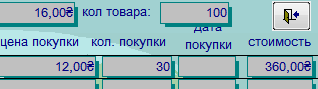 16,00₴ кол товара: 100
цена покупки кол. покупки дата покупки стоимость
12,00₴ 30 360,00₴